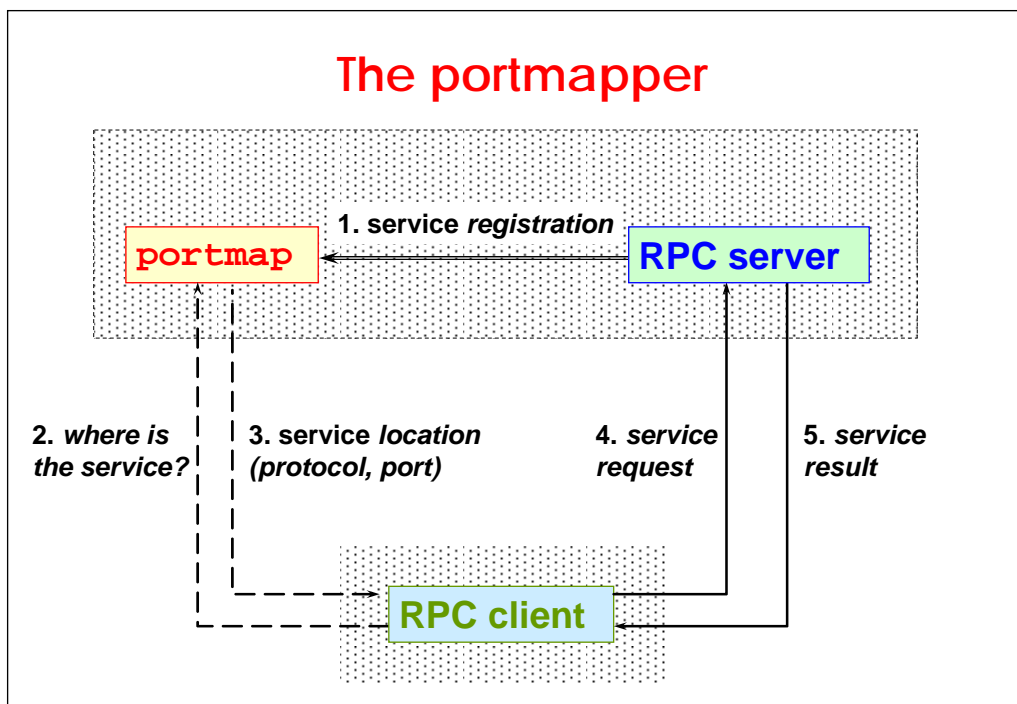 The portmapper
1. service registration
portmap
RPC server
2. where is
the service?
3. service location
(protocol, port)
4. service
request
5. service
result
RPC client